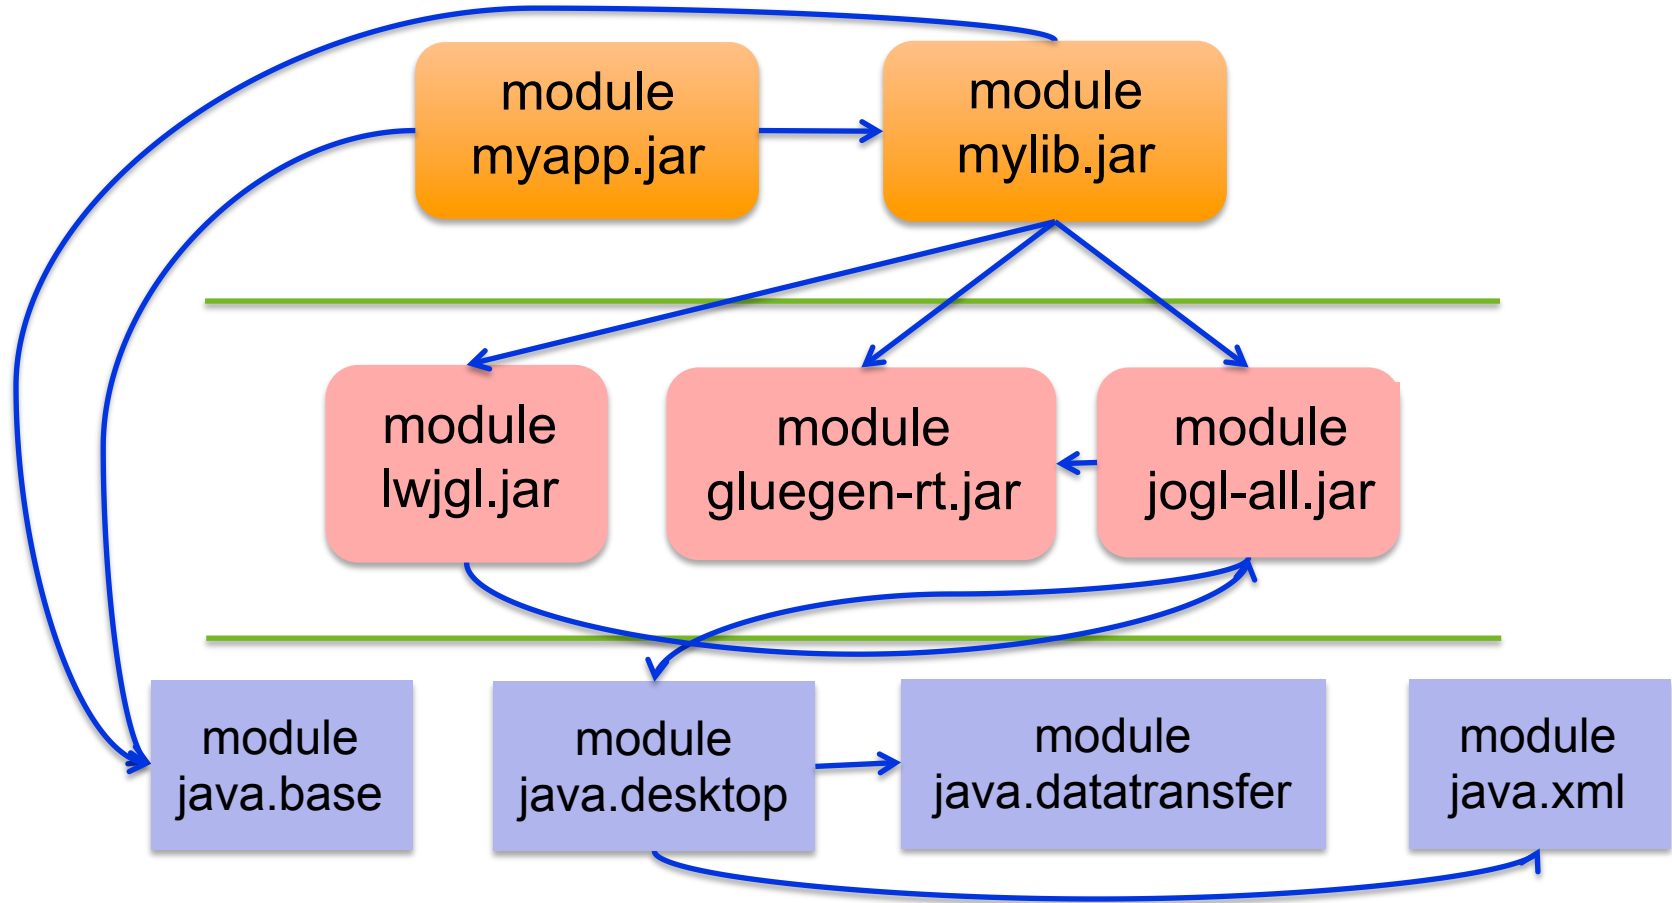 module
myapp.jar
module
mylib.jar
module
lwjgl.jar
module
gluegen-rt.jar
module
jogl-all.jar
module
java.base
module
java.desktop
module
java.datatransfer
module
java.xml